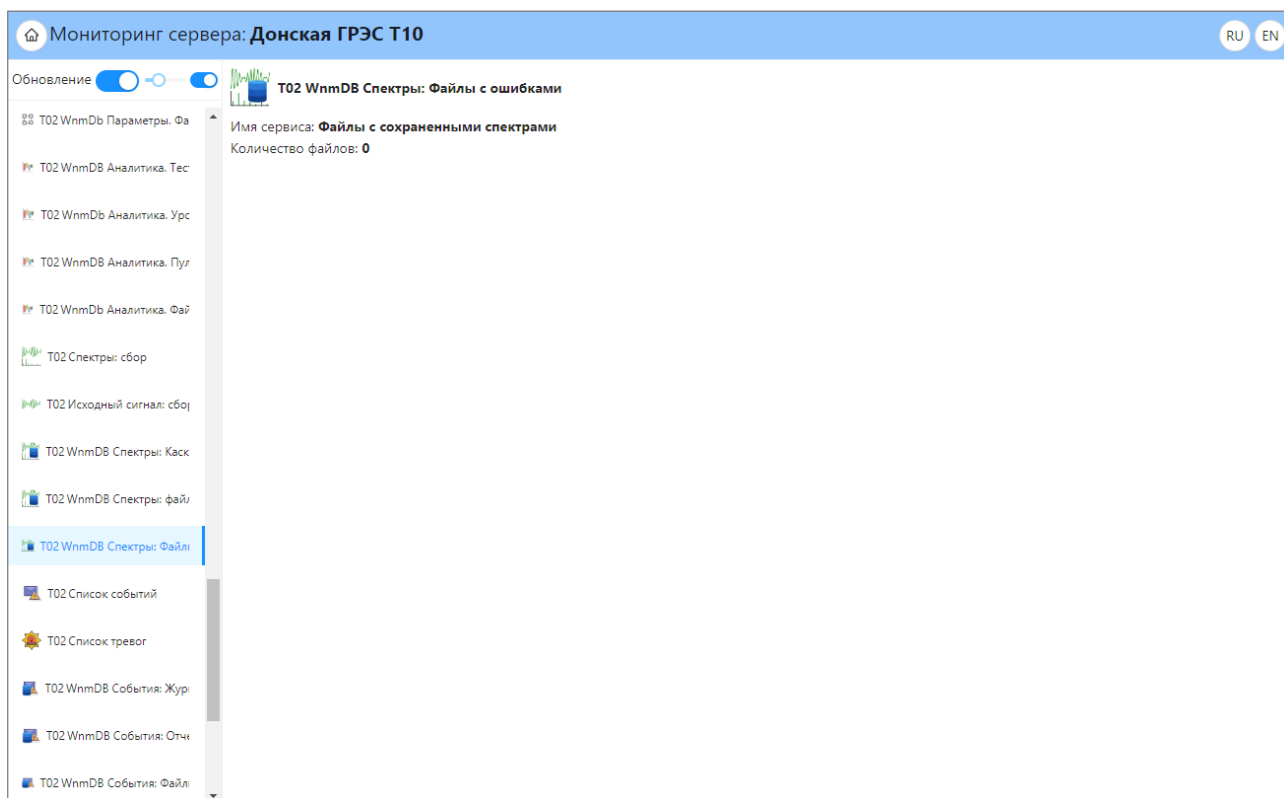 Мониторинг сервера: Донская ГРЭС Т10
RU EN
Обновление
T02 WnmDB Спектры: Файлы с ошибками
Имя сервиса: Файлы с сохраненными спектрами
Количество файлов: 0
T02 WnmDb Параметры. Фа
T02 WnmDB Аналитика. Тес
T02 WnmDb Аналитика. Урс
T02 WnmDB Аналитика. Пул
T02 WnmDb Аналитика. Фай
T02 Спектры: сбор
T02 Исходный сигнал: сбор
T02 WnmDB Спектры: Каск
T02 WnmDB Спектры: файл
T02 WnmDB Спектры: Файлы
T02 Список событий
T02 Список тревог
T02 WnmDB События: Журн
T02 WnmDB События: Отче
T02 WnmDB События: Файл